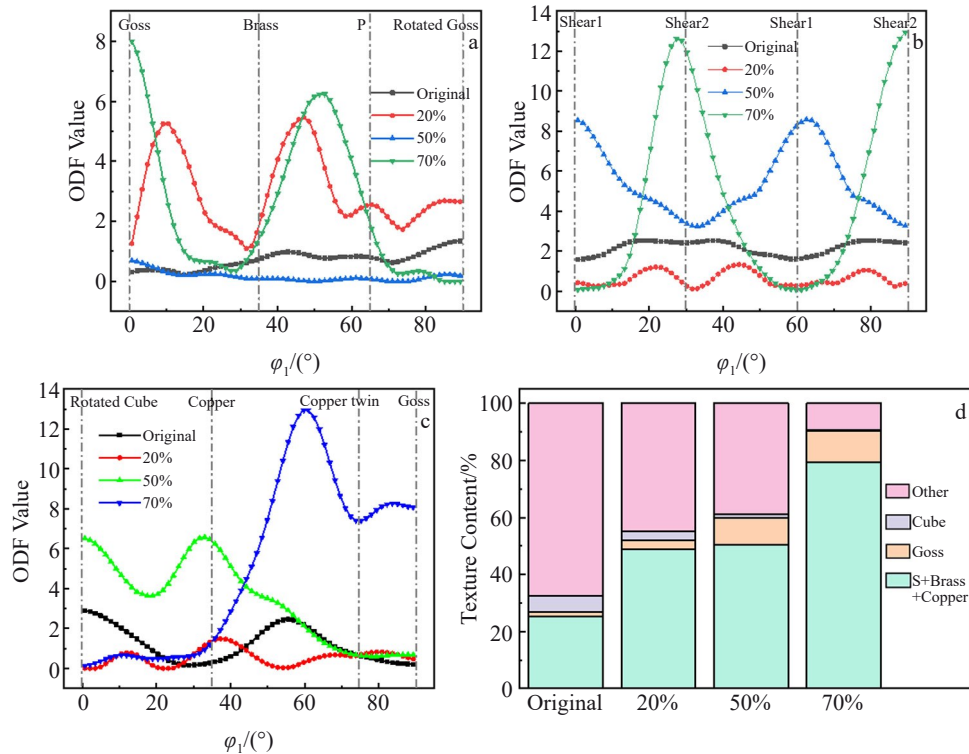 Goss Brass P Rotated Goss
a
8
6
4
2
0
ODF Value
Original
20%
50%
70%
0 20 40 60 80
φ1/(°)
Shear1 Shear2 Shear1 Shear2
b
14
12
10
8
6
4
2
0
ODF Value
Original
20%
50%
70%
0 20 40 60 80
φ1/(°)
Rotated Cube Copper Copper twin Goss
c
14
12
10
8
6
4
2
0
ODF Value
Original
20%
50%
70%
0 20 40 60 80
φ1/(°)
d
100
80
60
40
20
0
Texture Content/%
Other
Cube
Goss
S+Brass
+Copper
Original 20% 50% 70%